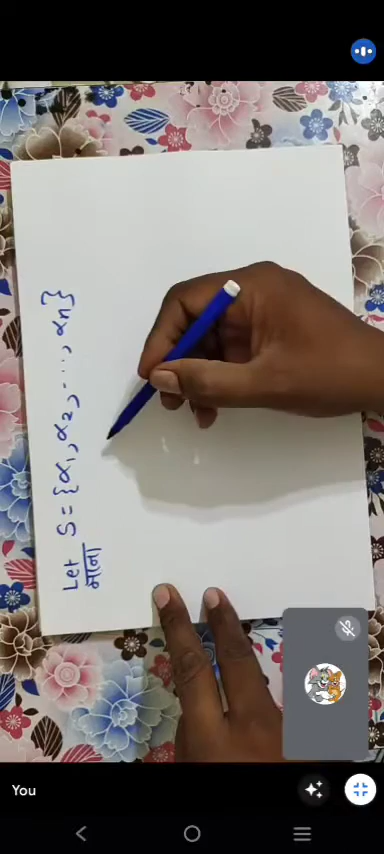 Let S = {α₁, α₂, - - -, αn}
माना
You